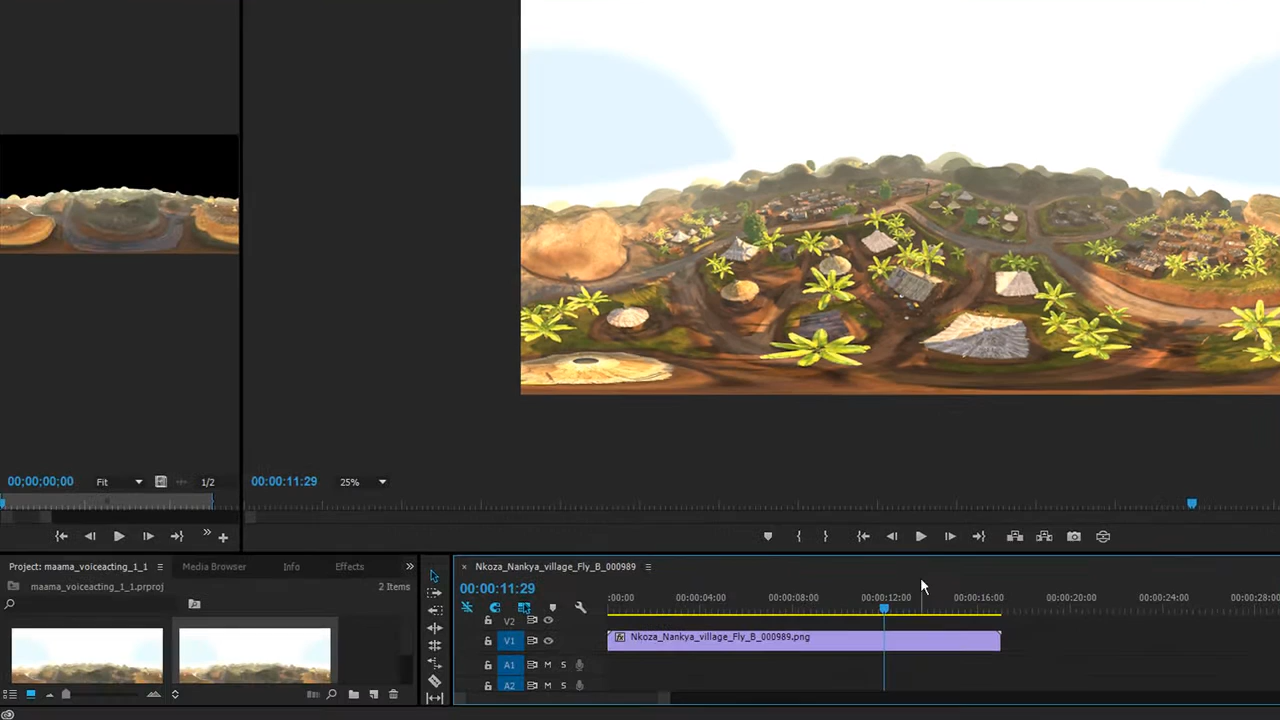 00;00;00;00 Fit 1/2
00:00:11:29 25%
Project: maama_voiceacting_1_1 Media Browser Info Effects
maama_voiceacting_1_1.prproj 2 Items
Nkoza_Nankya_village_Fly_B_000989
00:00:11:29
:00:00 00:00:04:00 00:00:08:00 00:00:12:00 00:00:16:00 00:00:20:00 00:00:24:00 00:00:28:00
V2
V1 Nkoza_Nankya_village_Fly_B_000989.png
A1 M S
A2 M S